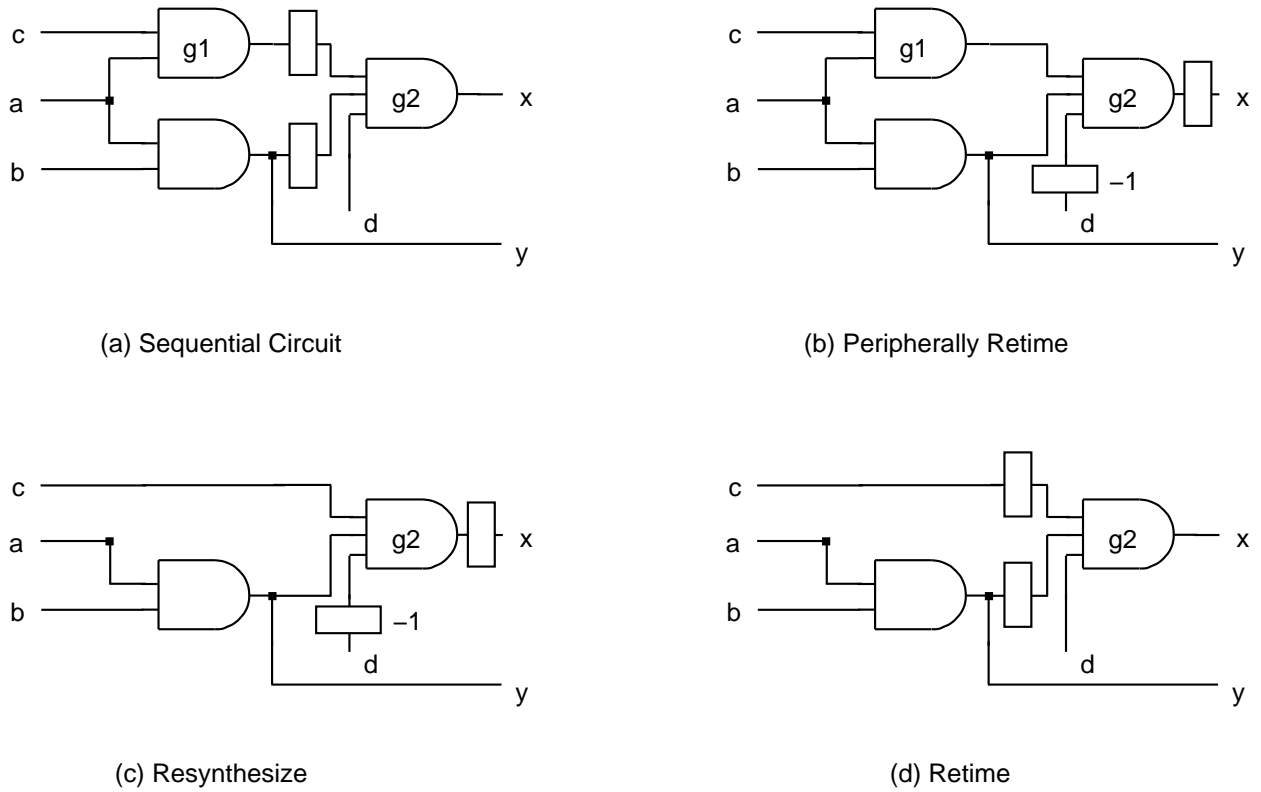 c
g1
a
g2
x
b
d
y
(a) Sequential Circuit
c
g1
a
g2
x
b
–1
d
y
(b) Peripherally Retime
c
a
g2
x
b
–1
d
y
(c) Resynthesize
c
a
g2
x
b
d
y
(d) Retime